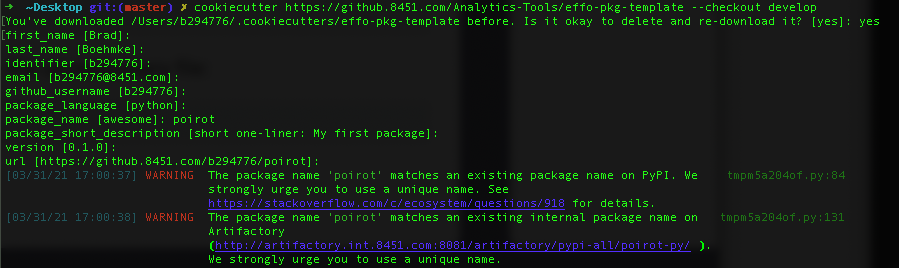 ➜  ~Desktop git:(master) ✗ cookiecutter https://github.8451.com/Analytics-Tools/effo-pkg-template --checkout develop
[You've downloaded /Users/b294776/.cookiecutters/effo-pkg-template before. Is it okay to delete and re-download it? [yes]: yes
[first_name [Brad]:
last_name [Boehmke]:
identifier [b294776]:
email [b294776@8451.com]:
github_username [b294776]:
package_language [python]:
package_name [awesome]: poirot
package_short_description [short one-liner: My first package]:
version [0.1.0]:
url [https://github.8451.com/b294776/poirot]:
[03/31/21 17:00:37] WARNING  The package name 'poirot' matches an existing package name on PyPI. We    tmpm5a204of.py:84
strongly urge you to use a unique name. See
https://stackoverflow.com/c/ecosystem/questions/918 for details.
[03/31/21 17:00:38] WARNING  The package name 'poirot' matches an existing internal package name on    tmpm5a204of.py:131
Artifactory
(http://artifactory.int.8451.com:8081/artifactory/pypi-all/poirot-py/ ).
We strongly urge you to use a unique name.